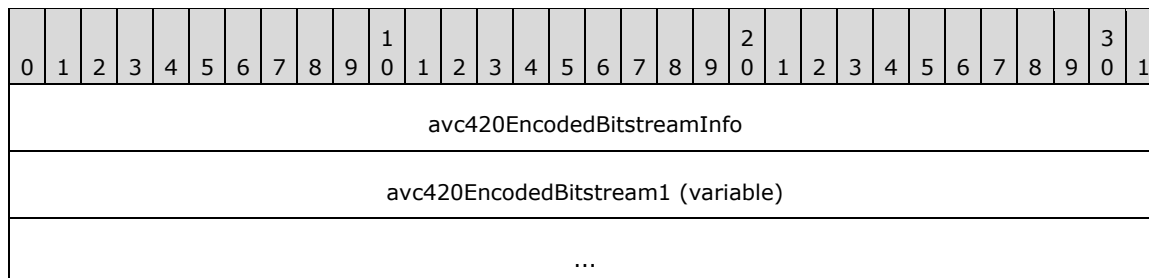 1 2 3
0 1 2 3 4 5 6 7 8 9 0 1 2 3 4 5 6 7 8 9 0 1 2 3 4 5 6 7 8 9 0 1
avc420EncodedBitstreamInfo
avc420EncodedBitstream1 (variable)
...